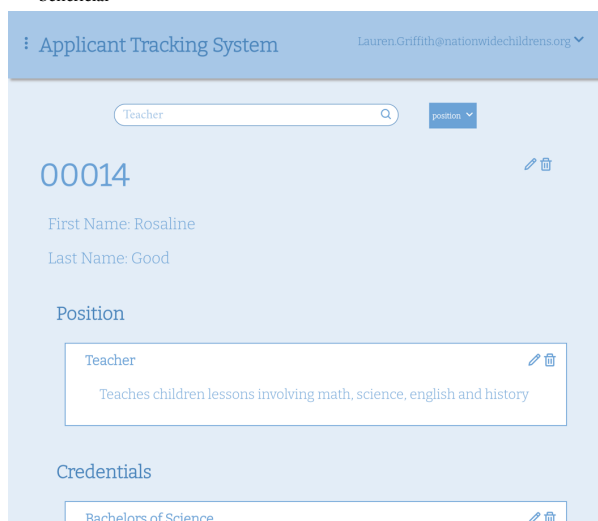 Applicant Tracking System
Lauren.Griffith@nationwidechildrens.org
Teacher
position
00014
First Name: Rosaline
Last Name: Good
Position
Teacher
Teaches children lessons involving math, science, english and history
Credentials
Bachelors of Science